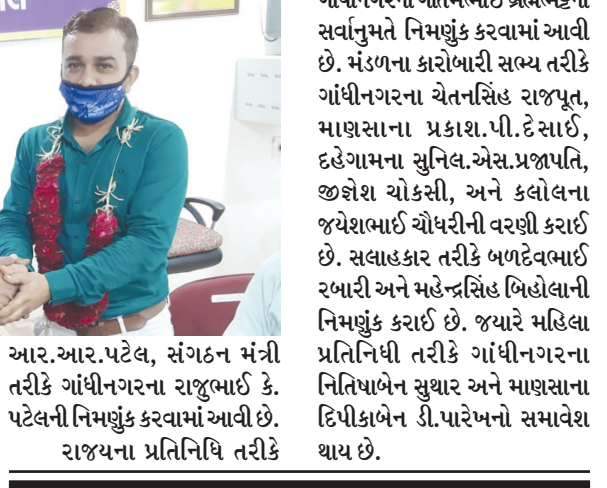 આર.આર.પટેલ, સંગઠન મંત્રી
તરીકે ગાંધીનગરના રાજુભાઈ કે.
પટેલની નિમણુંક કરવામાં આવી છે.
રાજયના પ્રતિનિધિ તરીકે
સર્વાનુમતે નિમણુંક કરવામાં આવી
છે. મંડળના કારોબારી સભ્ય તરીકે
ગાંધીનગરના ચેતનસિંહ રાજપૂત,
માણસાના પ્રકાશ.પી.દેસાઈ,
દહેગામના સુનિલ.એસ.પ્રજાપતિ,
જીજ્ઞેશ ચોકસી, અને કલોલના
જયેશભાઈ ચૌધરીની વરણી કરાઈ
છે. સલાહકાર તરીકે બળદેવભાઈ
રબારી અને મહેન્દ્રસિંહ બિહોલાની
નિમણુંક કરાઈ છે. જયારે મહિલા
પ્રતિનિધી તરીકે ગાંધીનગરના
નિતિષાબેન સુથાર અને માણસાના
દિપીકાબેન ડી.પારેખનો સમાવેશ
થાય છે.